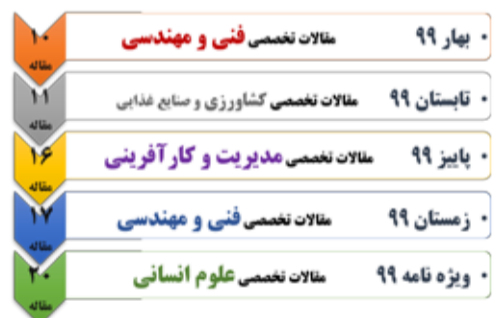 • بهار ۹۹ مقالات تخصصی فنی و مهندسی ۱۰ مقاله
• تابستان ۹۹ مقالات تخصصی کشاورزی و صنایع غذایی ۱۱ مقاله
• پاییز ۹۹ مقالات تخصصی مدیریت و کارآفرینی ۱۶ مقاله
• زمستان ۹۹ مقالات تخصصی فنی و مهندسی ۱۷ مقاله
• ویژه نامه ۹۹ مقالات تخصصی علوم انسانی ۲۰ مقاله